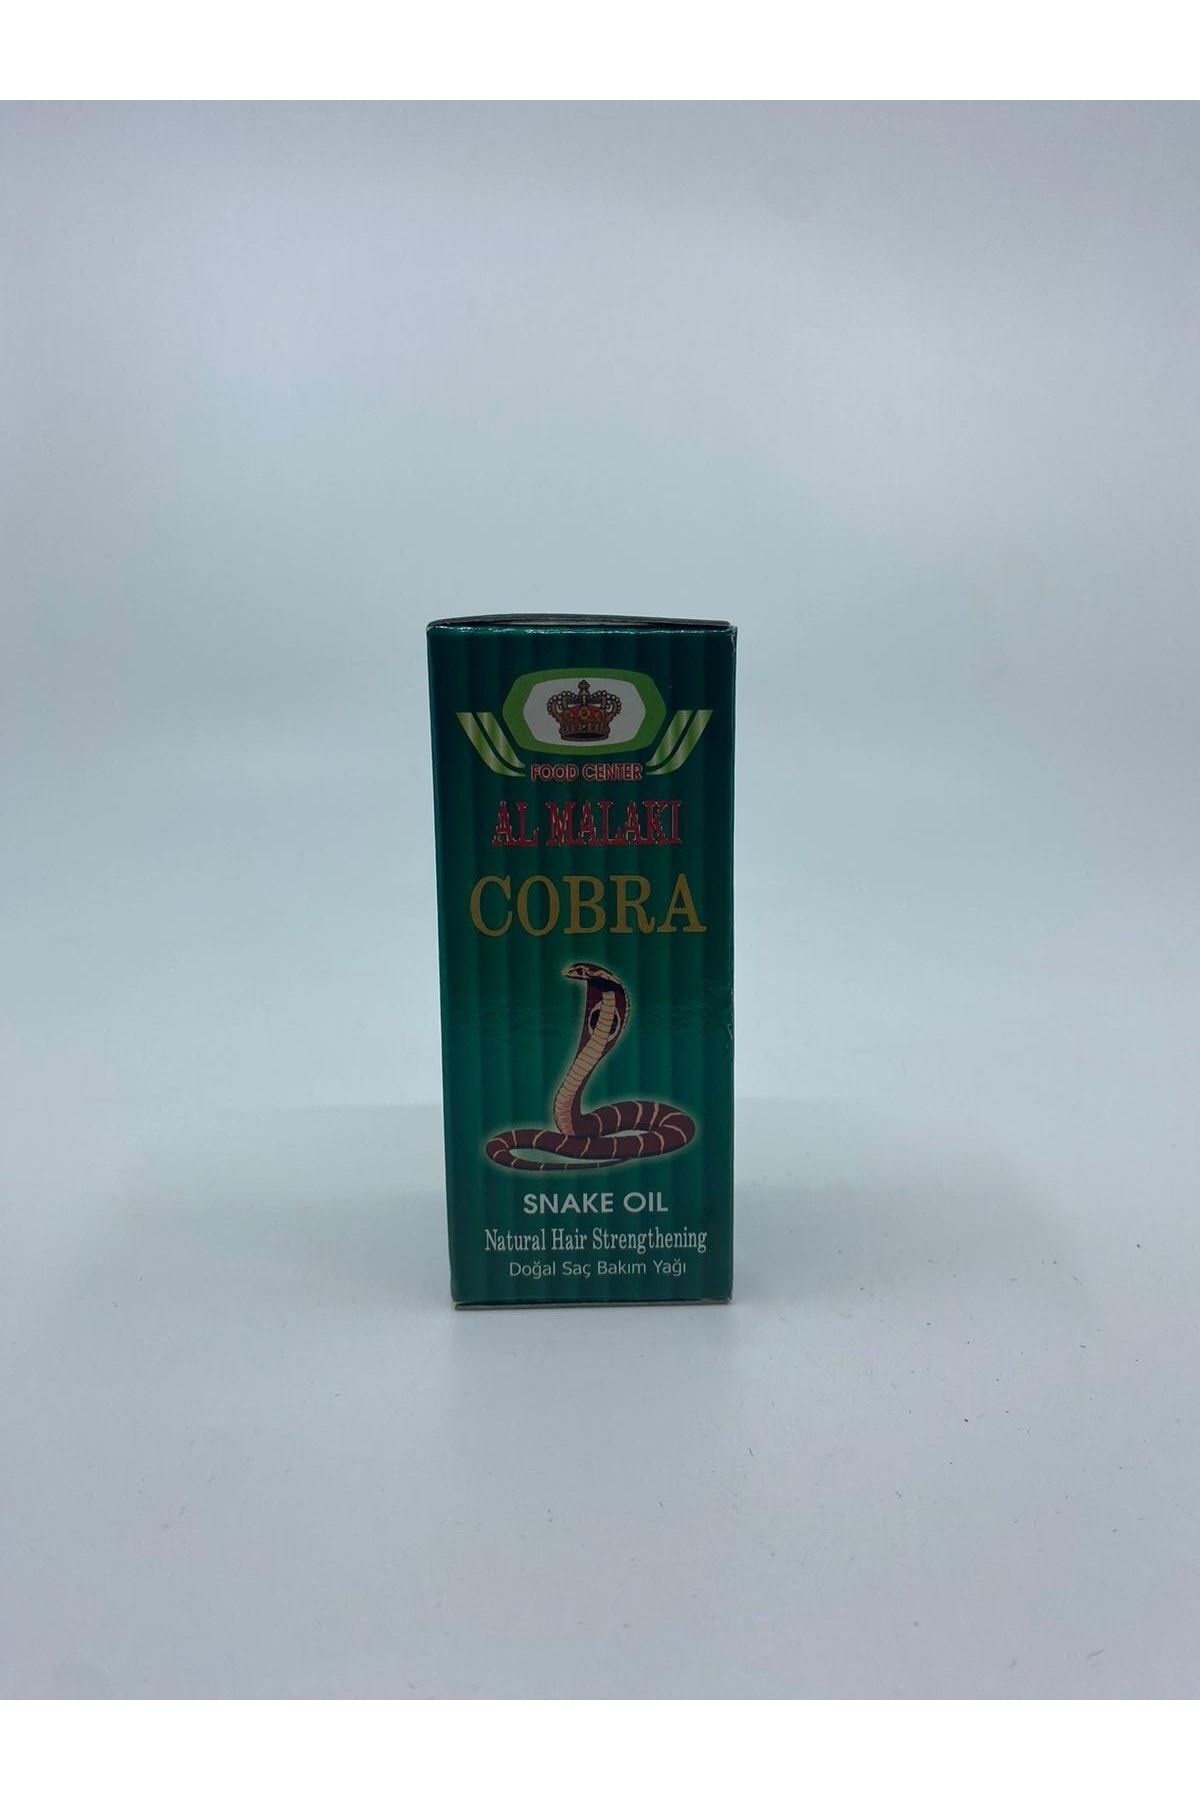 FOOD CENTER
AL MALAKI
COBRA
SNAKE OIL
Natural Hair Strengthening
Doğal Saç Bakım Yağı